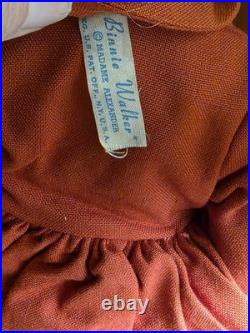 Binnie Walker
© MADAME ALEXANDER
REG. U.S. PAT. OFF., N.Y. U.S.A.